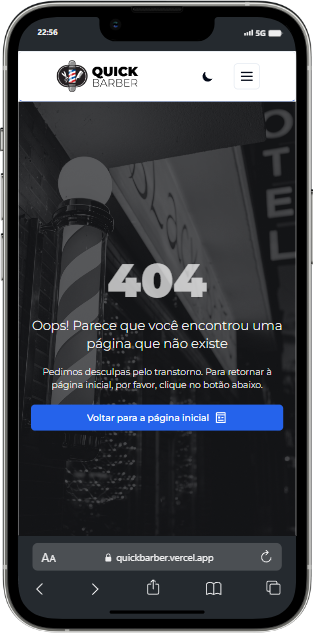 22:56
5G
QUICK
BARBER
OTEL
404
Oops! Parece que você encontrou uma
página que não existe
Pedimos desculpas pelo transtorno. Para retornar à
página inicial, por favor, clique no botão abaixo.
Voltar para a página inicial
AA
quickbarber.vercel.app